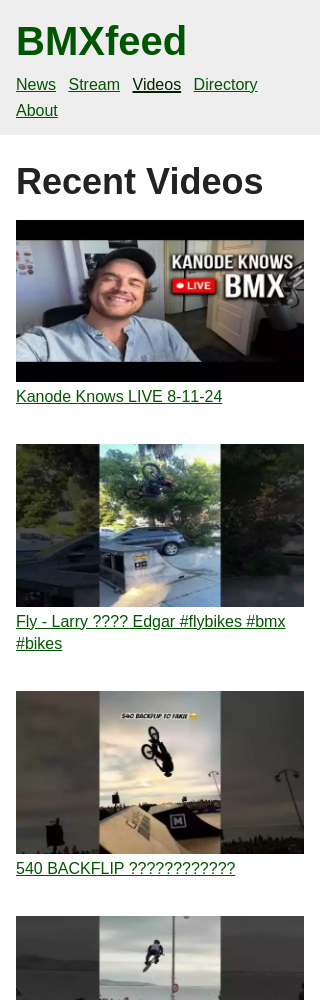 BMXfeed
News Stream Videos Directory
About
Recent Videos
KANODE KNOWS
LIVE BMX
Kanode Knows LIVE 8-11-24
Fly - Larry ???? Edgar #flybikes #bmx
#bikes
540 BACKFLIP TO FAKIE
M
540 BACKFLIP ????????????